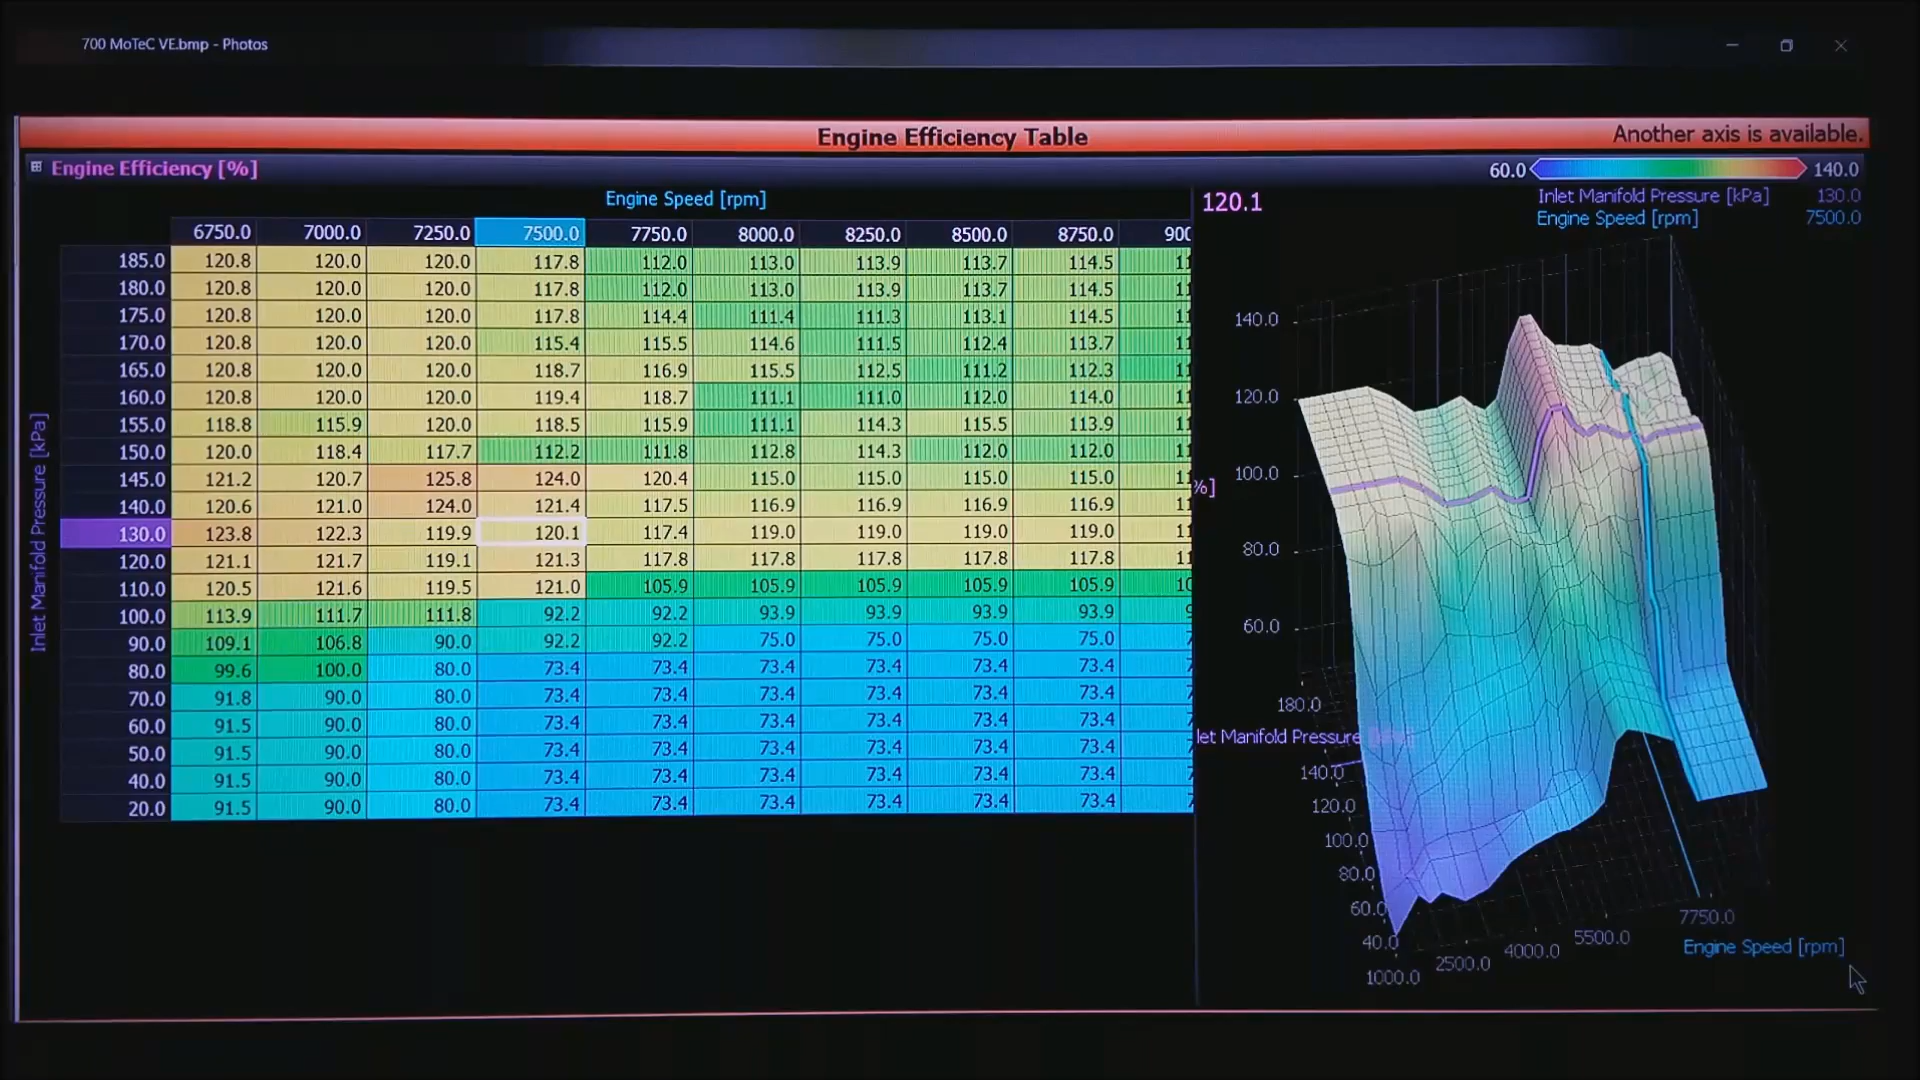 700 MoTeC VE.bmp - Photos
Engine Efficiency Table
Another axis is available.
Engine Efficiency [%]
60.0 140.0
Engine Speed [rpm]
120.1
Inlet Manifold Pressure [kPa] 130.0
Engine Speed [rpm] 7500.0
6750.0 7000.0 7250.0 7500.0 7750.0 8000.0 8250.0 8500.0 8750.0 900
185.0 120.8 120.0 120.0 117.8 112.0 113.0 113.9 113.7 114.5 11
180.0 120.8 120.0 120.0 117.8 112.0 113.0 113.9 113.7 114.5 11
175.0 120.8 120.0 120.0 117.8 114.4 111.4 111.3 113.1 114.5 11
170.0 120.8 120.0 120.0 115.4 115.5 114.6 111.5 112.4 113.7 11
165.0 120.8 120.0 120.0 118.7 116.9 115.5 112.5 111.2 112.3 11
160.0 120.8 120.0 120.0 119.4 118.7 111.1 111.0 112.0 114.0 11
155.0 118.8 115.9 120.0 118.5 115.9 111.1 114.3 115.5 113.9 11
150.0 120.0 118.4 117.7 112.2 111.8 112.8 114.3 112.0 112.0 11
145.0 121.2 120.7 125.8 124.0 120.4 115.0 115.0 115.0 115.0 11
140.0 120.6 121.0 124.0 121.4 117.5 116.9 116.9 116.9 116.9 11
130.0 123.8 122.3 119.9 120.1 117.4 119.0 119.0 119.0 119.0 11
120.0 121.1 121.7 119.1 121.3 117.8 117.8 117.8 117.8 117.8 11
110.0 120.5 121.6 119.5 121.0 105.9 105.9 105.9 105.9 105.9 10
100.0 113.9 111.7 111.8 92.2 92.2 93.9 93.9 93.9 93.9 9
90.0 109.1 106.8 90.0 92.2 92.2 75.0 75.0 75.0 75.0 7
80.0 99.6 100.0 80.0 73.4 73.4 73.4 73.4 73.4 73.4 7
70.0 91.8 90.0 80.0 73.4 73.4 73.4 73.4 73.4 73.4 7
60.0 91.5 90.0 80.0 73.4 73.4 73.4 73.4 73.4 73.4 7
50.0 91.5 90.0 80.0 73.4 73.4 73.4 73.4 73.4 73.4 7
40.0 91.5 90.0 80.0 73.4 73.4 73.4 73.4 73.4 73.4 7
20.0 91.5 90.0 80.0 73.4 73.4 73.4 73.4 73.4 73.4 7
Inlet Manifold Pressure [kPa]
140.0
120.0
100.0
%]
80.0
60.0
180.0
let Manifold Pressure
140.0
120.0
100.0
80.0
60.0
40.0
1000.0 2500.0 4000.0 5500.0 7750.0
Engine Speed [rpm]